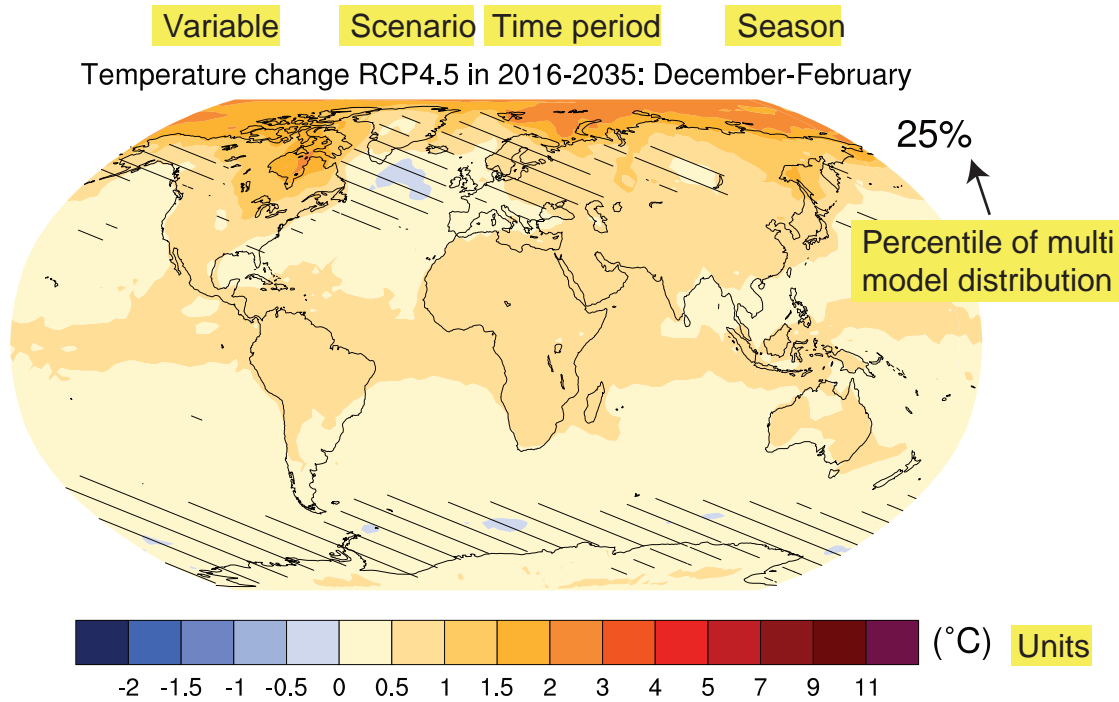 Variable Scenario Time period Season
Temperature change RCP4.5 in 2016-2035: December-February
25%
Percentile of multi
model distribution
(°C) Units
-2 -1.5 -1 -0.5 0 0.5 1 1.5 2 3 4 5 7 9 11